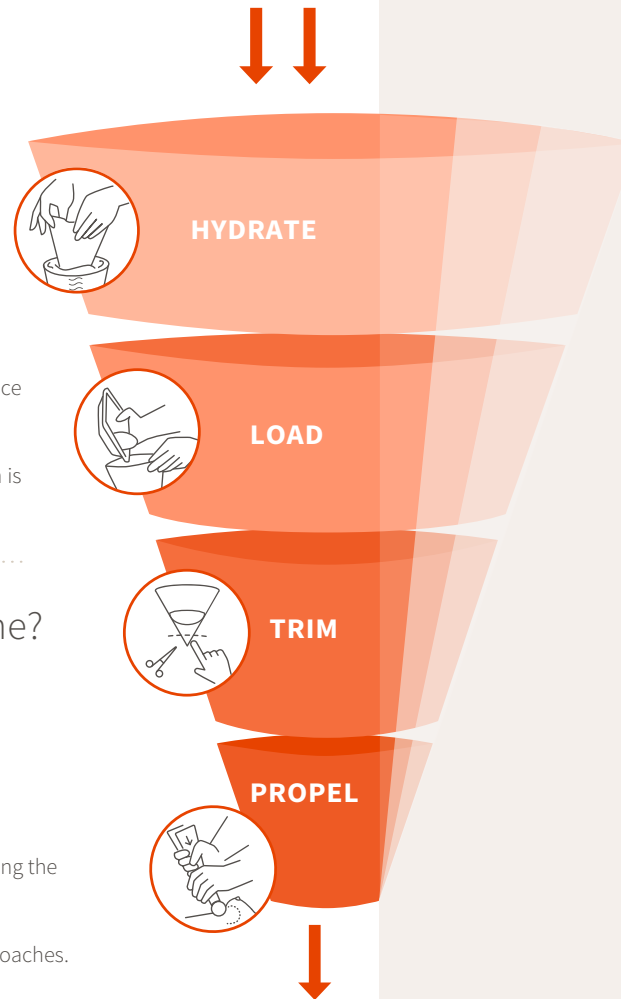 HYDRATE
ce
LOAD
is
TRIM
ne?
PROPEL
ng the
oaches.